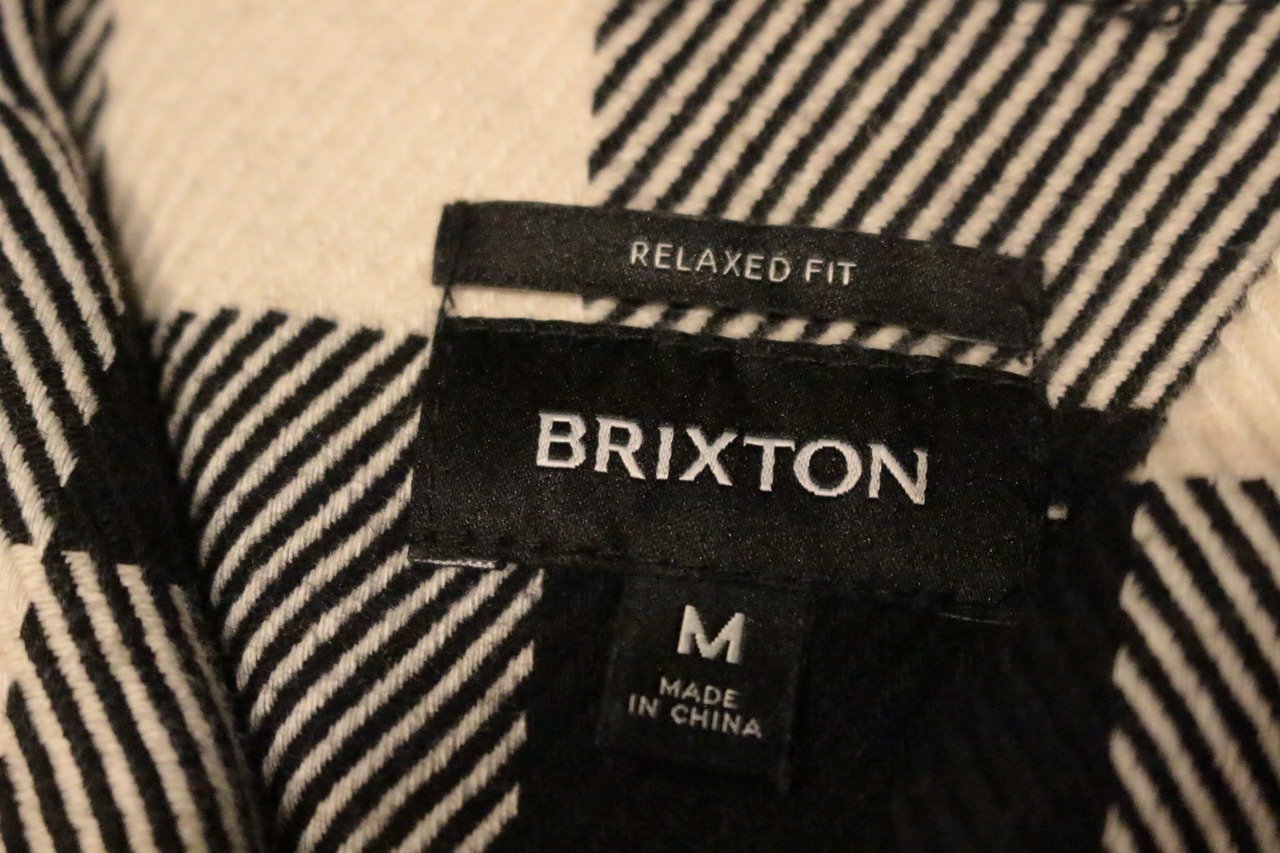 RELAXED FIT
BRIXTON
M
MADE
IN CHINA